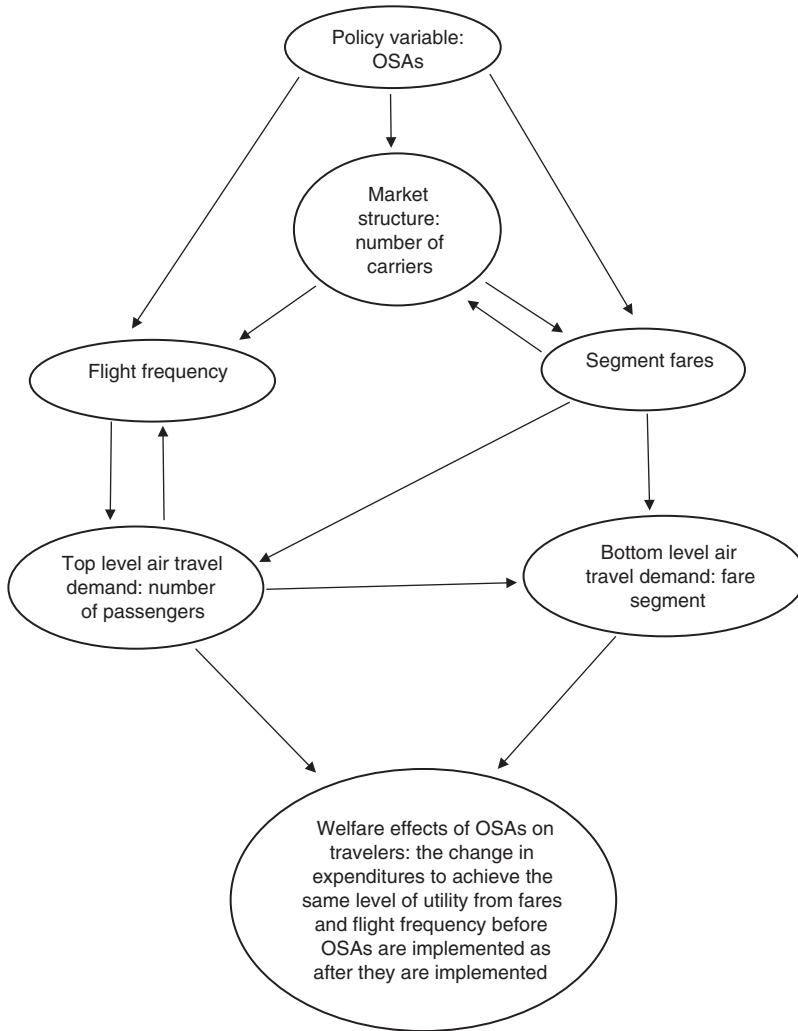 Policy variable:
OSAs
Market
structure:
number of
carriers
Flight frequency
Segment fares
Top level air travel
demand: number
of passengers
Bottom level air
travel demand: fare
segment
Welfare effects of OSAs on
travelers: the change in
expenditures to achieve the
same level of utility from fares
and flight frequency before
OSAs are implemented as
after they are implemented